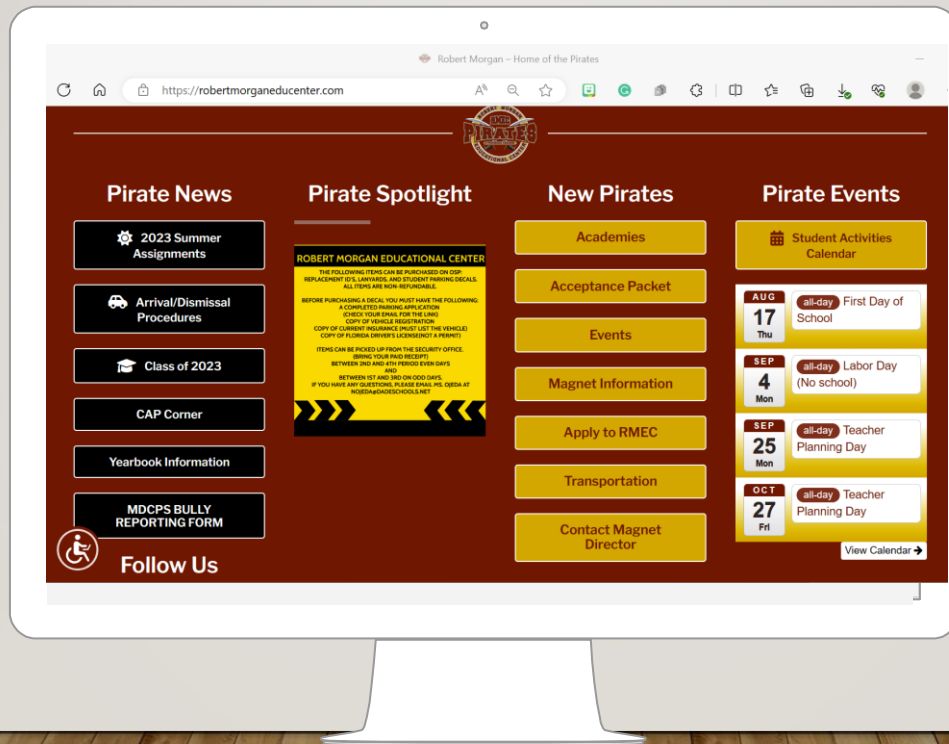 Robert Morgan – Home of the Pirates
https://robertmorganeducenter.com
ROBERT MORGAN
RMEC
PIRATES
EDUCATIONAL CENTER
Pirate News
2023 Summer
Assignments
Arrival/Dismissal
Procedures
Class of 2023
CAP Corner
Yearbook Information
MDCPS BULLY
REPORTING FORM
Follow Us
Pirate Spotlight
ROBERT MORGAN EDUCATIONAL CENTER
THE FOLLOWING ITEMS CAN BE PURCHASED ON OSP:
REPLACEMENT ID'S, LANYARDS, AND STUDENT PARKING DECALS.
ALL ITEMS ARE NON-REFUNDABLE.
BEFORE PURCHASING A DECAL YOU MUST HAVE THE FOLLOWING:
A COMPLETED PARKING APPLICATION
(CHECK YOUR EMAIL FOR THE LINK)
COPY OF VEHICLE REGISTRATION
COPY OF CURRENT INSURANCE (MUST LIST THE VEHICLE)
COPY OF FLORIDA DRIVER'S LICENSE(NOT A PERMIT)
ITEMS CAN BE PICKED UP FROM THE SECURITY OFFICE.
(BRING YOUR PAID RECEIPT)
BETWEEN 2ND AND 4TH PERIOD EVEN DAYS
AND
BETWEEN 1ST AND 3RD ON ODD DAYS.
IF YOU HAVE ANY QUESTIONS, PLEASE EMAIL MS. OJEDA AT
NOJEDA@DADESCHOOLS.NET
New Pirates
Academies
Acceptance Packet
Events
Magnet Information
Apply to RMEC
Transportation
Contact Magnet
Director
Pirate Events
Student Activities
Calendar
AUG
17
Thu
all-day First Day of
School
SEP
4
Mon
all-day Labor Day
(No school)
SEP
25
Mon
all-day Teacher
Planning Day
OCT
27
Fri
all-day Teacher
Planning Day
View Calendar